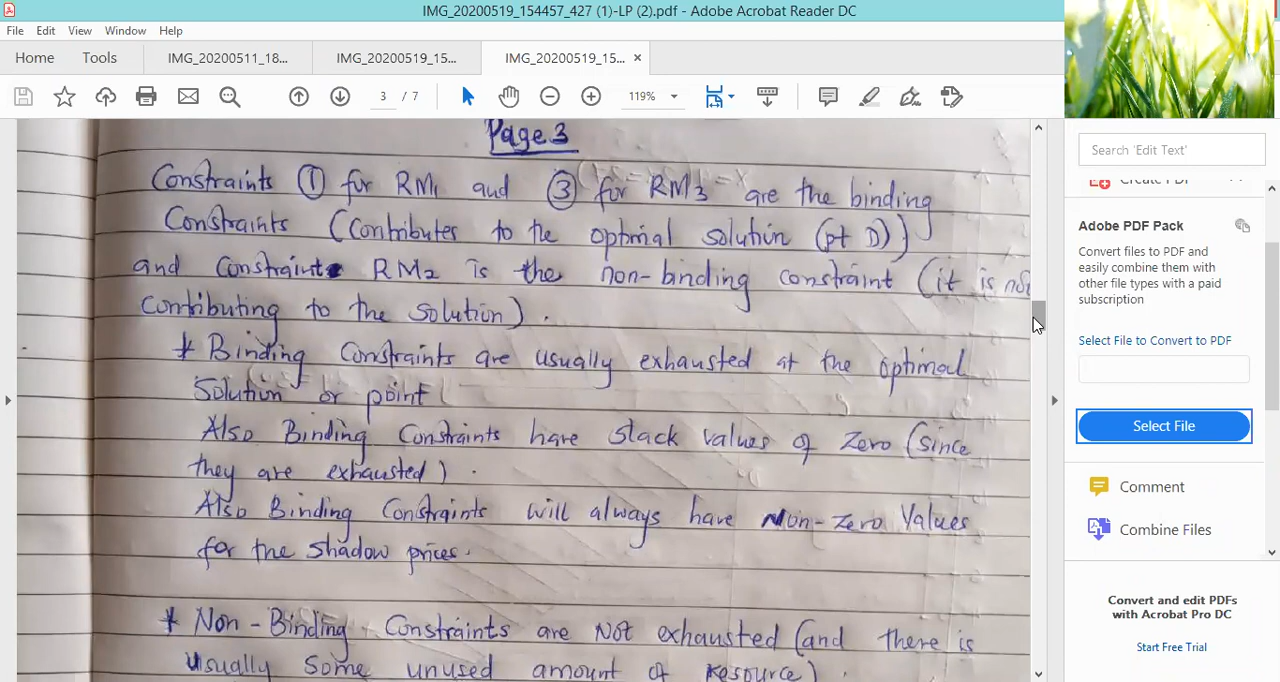 IMG_20200519_154457_427 (1)-LP (2).pdf - Adobe Acrobat Reader DC
File Edit View Window Help
Home Tools IMG_20200511_18... IMG_20200519_15... IMG_20200519_15... ×
3 / 7 119%
Page 3
Constraints ① for RM1 and ③ for RM3 are the binding
Constraints (Contributes to the optimal solution (pt D))
and constraint RM2 is the non-binding constraint (it is not
contributing to the solution).
* Binding constraints are usually exhausted at the optimal
solution or point
Also Binding constraints have slack values of zero (since
they are exhausted).
Also Binding constraints will always have Non-zero values
for the shadow prices.
* Non-Binding Constraints are Not exhausted (and there is
usually some unused amount of resource).
Search 'Edit Text'
Adobe PDF Pack
Convert files to PDF and
easily combine them with
other file types with a paid
subscription
Select File to Convert to PDF
Select File
Comment
Combine Files
Convert and edit PDFs
with Acrobat Pro DC
Start Free Trial